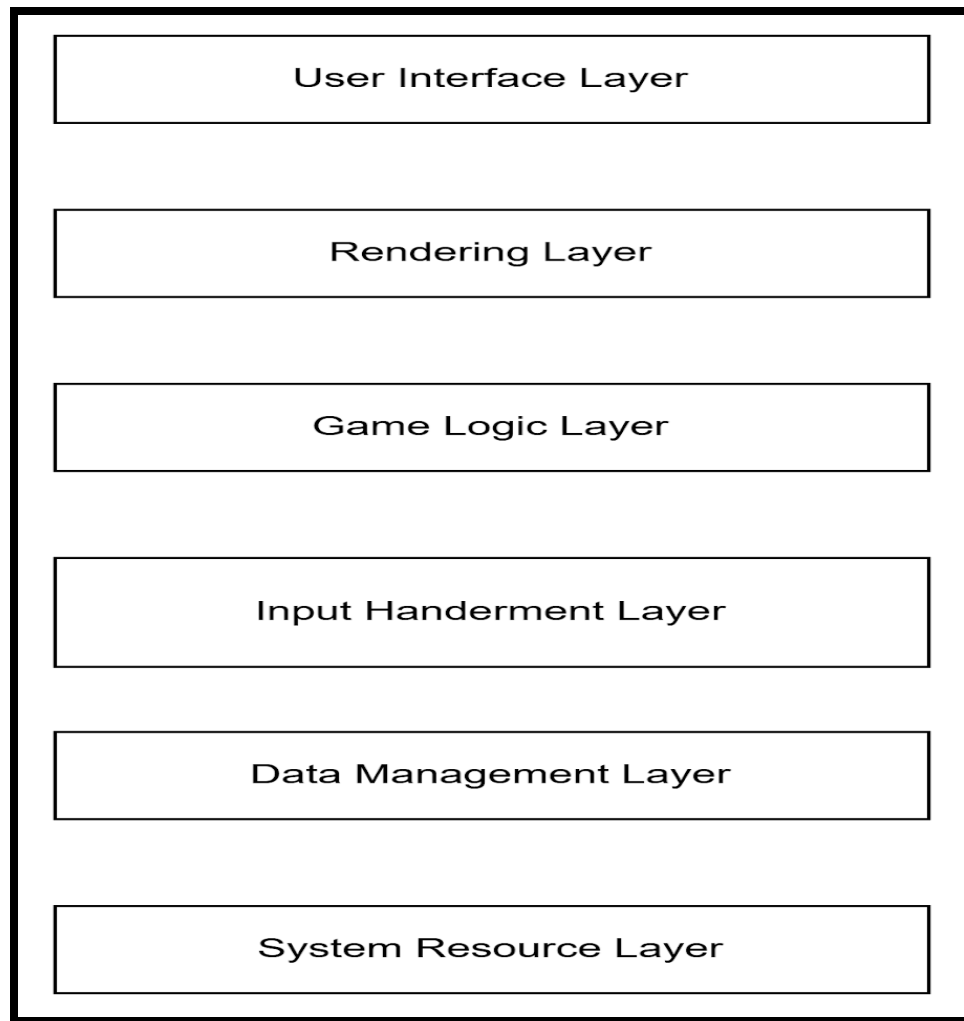 User Interface Layer
Rendering Layer
Game Logic Layer
Input Handerment Layer
Data Management Layer
System Resource Layer